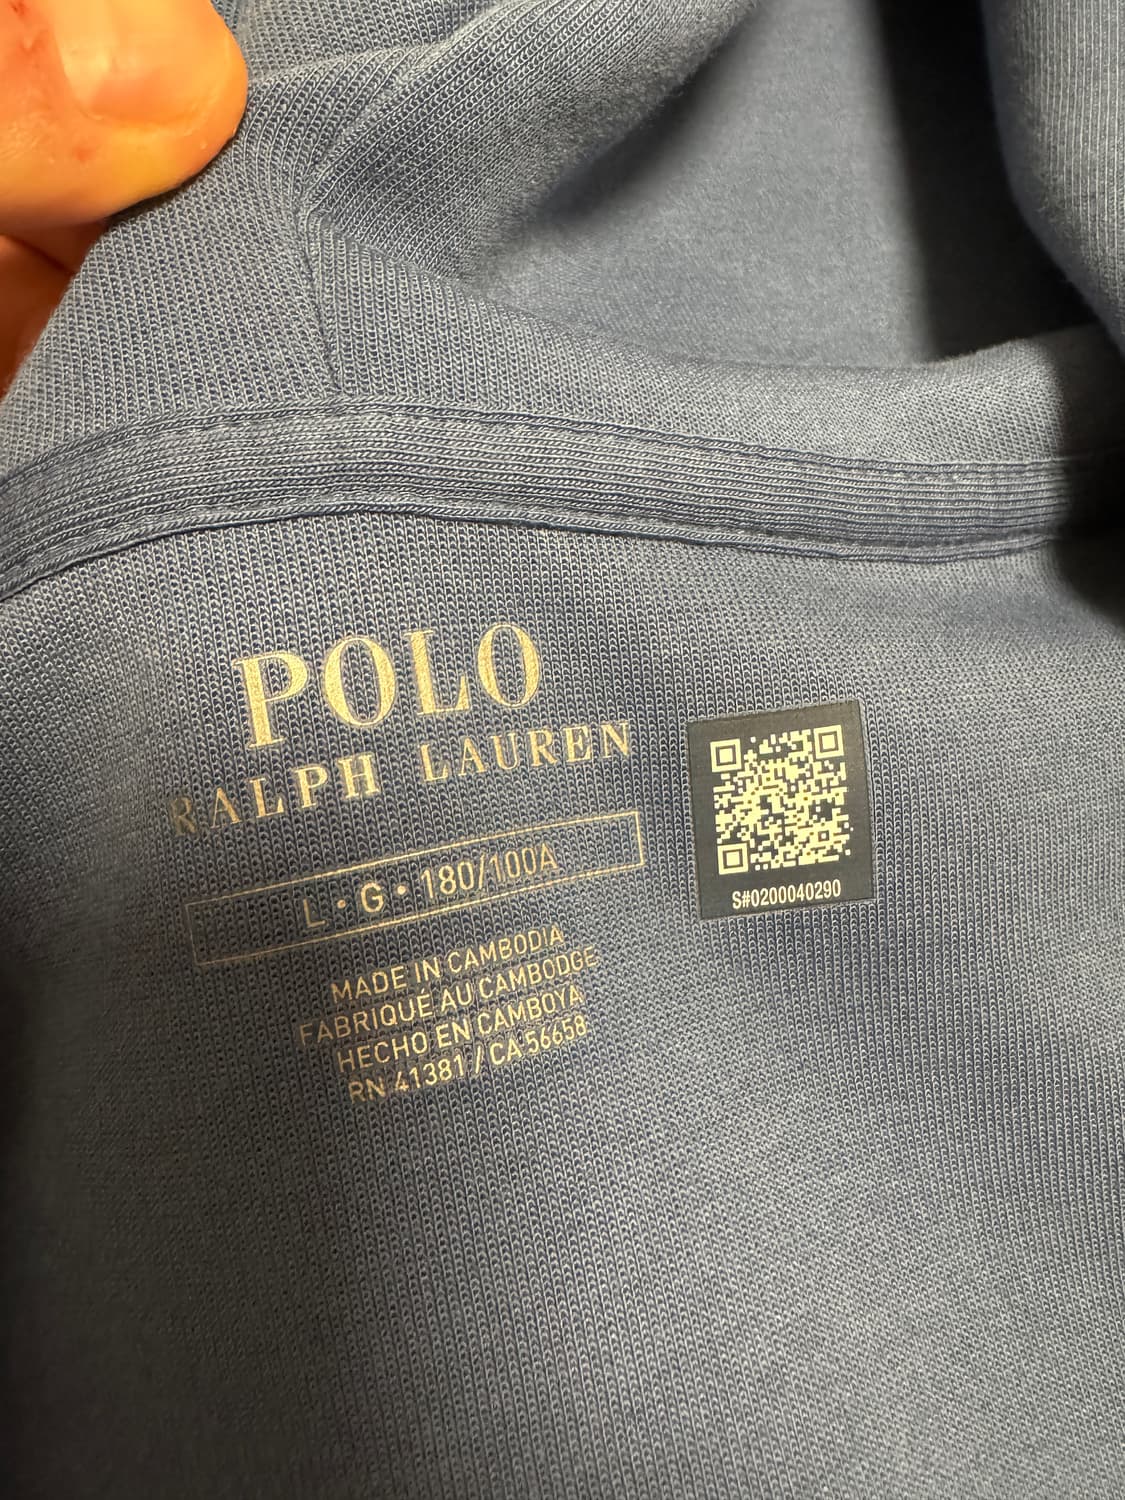 POLO
RALPH LAUREN
L • G • 180/100A
MADE IN CAMBODIA
FABRIQUÉ AU CAMBODGE
HECHO EN CAMBOYA
RN 41381 / CA 56658
S#0200040290